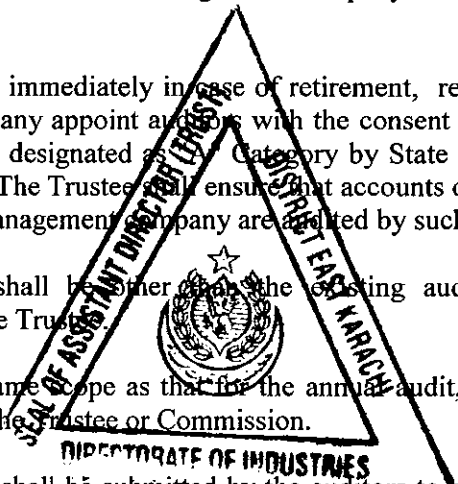 immediately in case of retirement, re
any appoint auditors with the consent
designated as "A" Category by State
The Trustee shall ensure that accounts o
anagement company are audited by such
shall be other than the existing aud
e Trustee.
ame scope as that for the annual audit,
the Trustee or Commission.
shall be submitted by the auditors to
SEAL OF ASSISTANT DIRECTOR (TRUST)
DISTRICT EAST KARACHI
DIRECTORATE OF INDUSTRIES